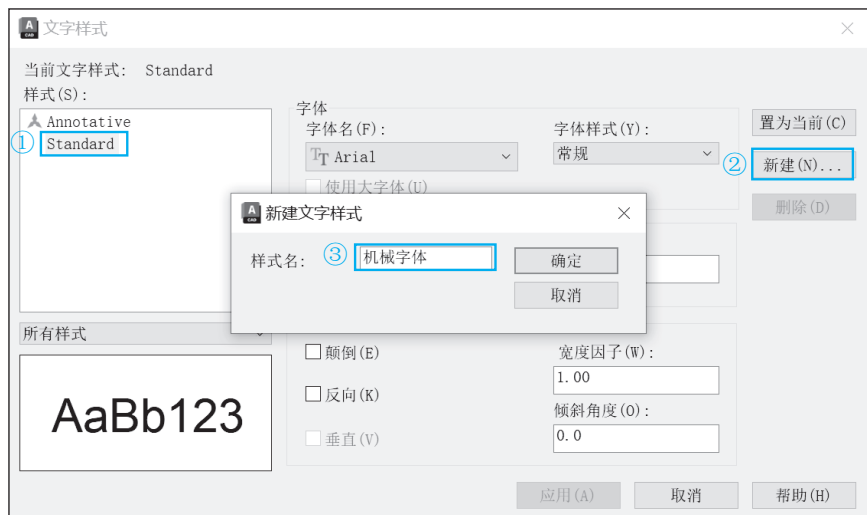 文字样式
当前文字样式: Standard
样式(S):
Annotative
① Standard
字体
字体名(F):
Arial
使用大字体(U)
字体样式(Y):
常规
置为当前(C)
② 新建(N)...
删除(D)
新建文字样式
样式名:
③ 机械字体
确定
取消
所有样式
AaBb123
颠倒(E)
反向(K)
垂直(V)
宽度因子(W):
1.00
倾斜角度(O):
0.0
应用(A)
取消
帮助(H)